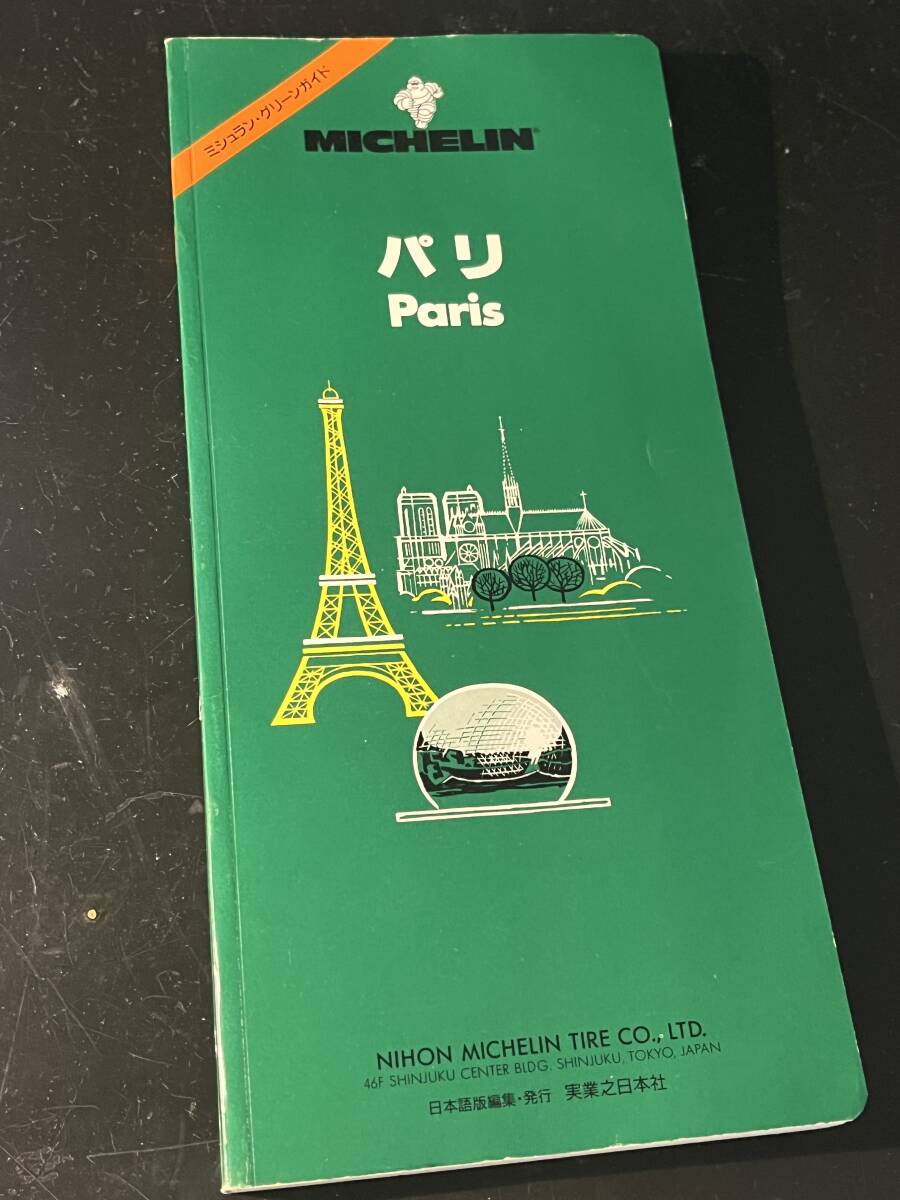 ミシュラン・グリーンガイド
MICHELIN®
パリ
Paris
NIHON MICHELIN TIRE CO., LTD.
46F SHINJUKU CENTER BLDG. SHINJUKU, TOKYO, JAPAN
日本語版編集・発行 実業之日本社